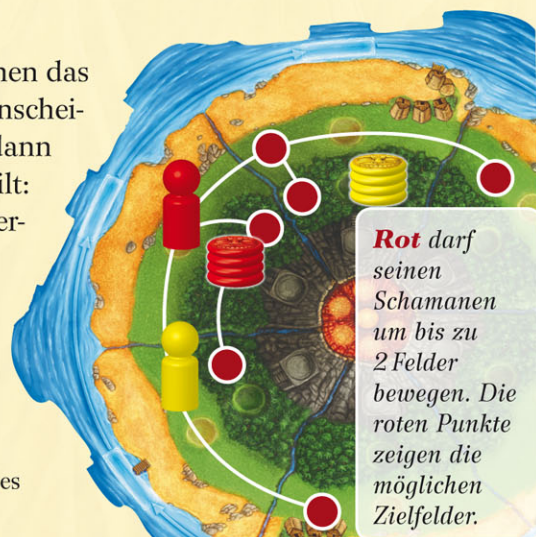 nen das
nschei-
dann
ilt:
er-
es
Rot darf
seinen
Schamanen
um bis zu
2 Felder
bewegen. Die
roten Punkte
zeigen die
möglichen
Zielfelder.